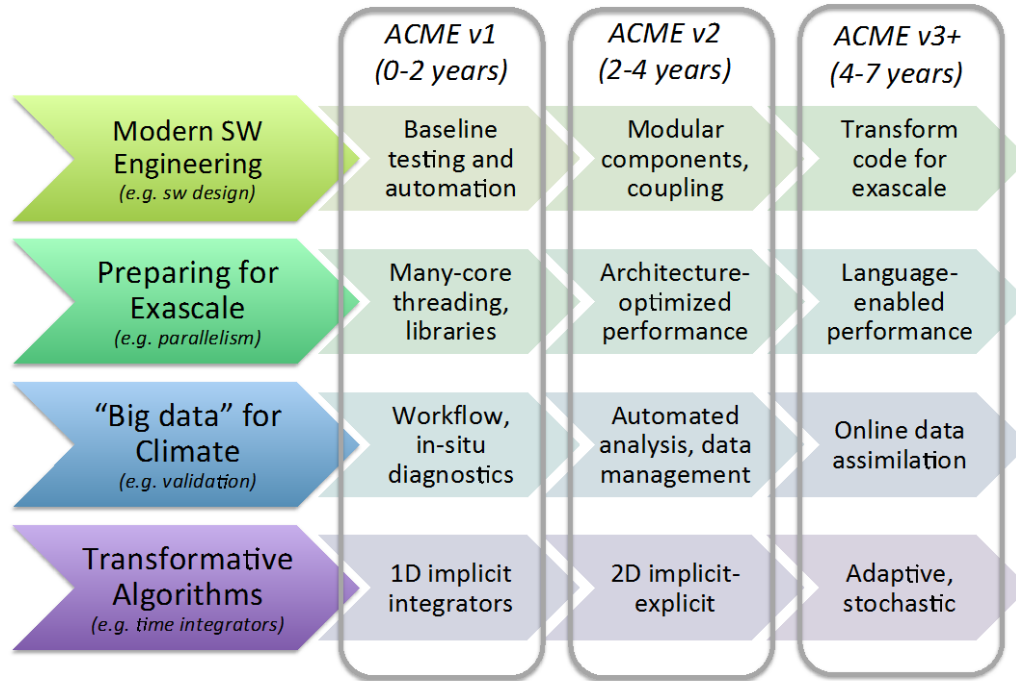 ACME v1
(0-2 years)
ACME v2
(2-4 years)
ACME v3+
(4-7 years)
Modern SW
Engineering
(e.g. sw design)
Baseline
testing and
automation
Modular
components,
coupling
Transform
code for
exascale
Preparing for
Exascale
(e.g. parallelism)
Many-core
threading,
libraries
Architecture-
optimized
performance
Language-
enabled
performance
“Big data” for
Climate
(e.g. validation)
Workflow,
in-situ
diagnostics
Automated
analysis, data
management
Online data
assimilation
Transformative
Algorithms
(e.g. time integrators)
1D implicit
integrators
2D implicit-
explicit
Adaptive,
stochastic